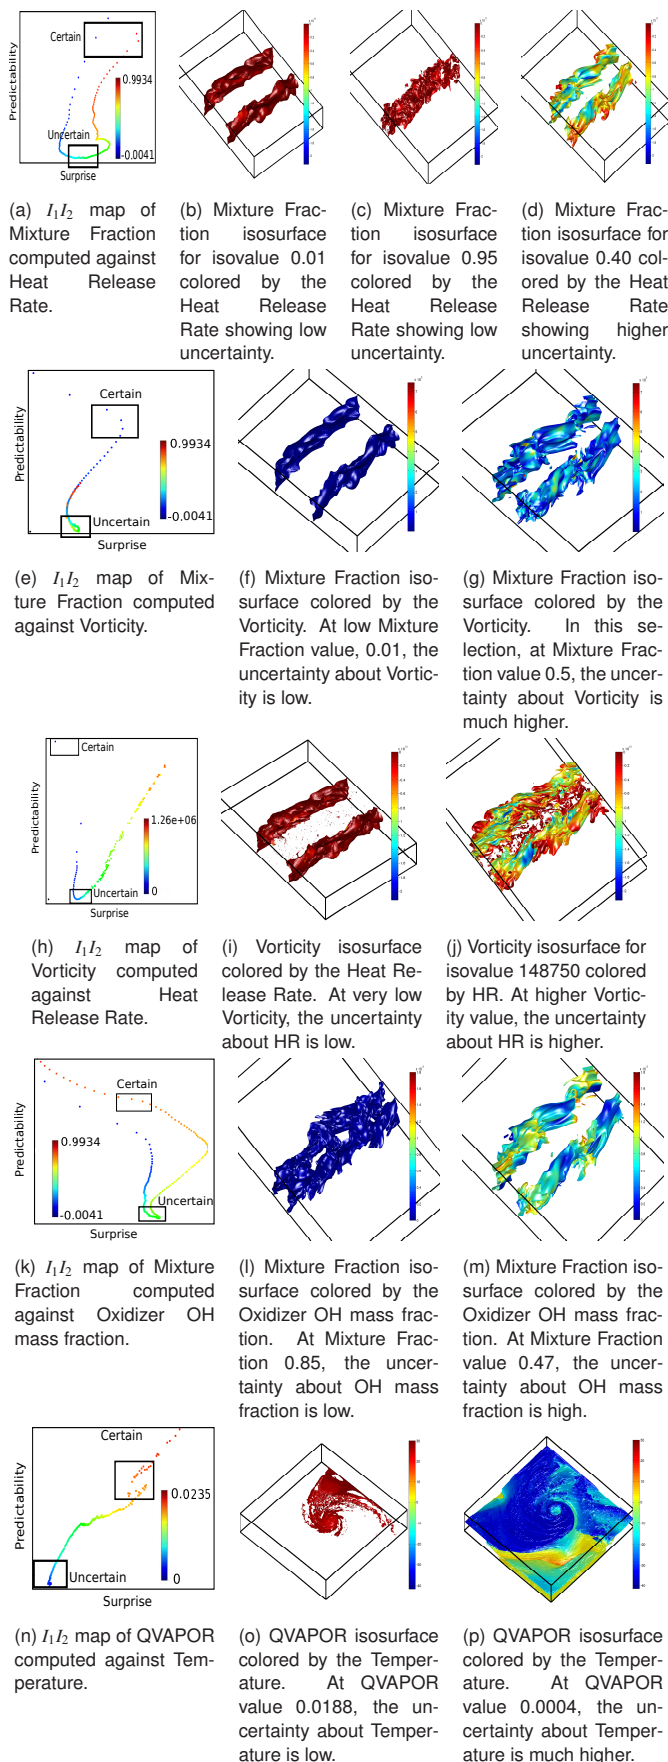 Predictability
Certain
0.9934
Uncertain
-0.0041
Surprise
(a) I1I2 map of
Mixture Fraction
computed against
Heat Release
Rate.
(b) Mixture Frac-
tion isosurface
for isovalue 0.01
colored by the
Heat Release
Rate showing low
uncertainty.
(c) Mixture Frac-
tion isosurface
for isovalue 0.95
colored by the
Heat Release
Rate showing low
uncertainty.
(d) Mixture Frac-
tion isosurface for
isovalue 0.40 col-
ored by the Heat
Release Rate
showing higher
uncertainty.
Predictability
Certain
0.9934
-0.0041
Uncertain
Surprise
(e) I1I2 map of Mix-
ture Fraction computed
against Vorticity.
(f) Mixture Fraction iso-
surface colored by the
Vorticity. At low Mixture
Fraction value, 0.01, the
uncertainty about Vortic-
ity is low.
(g) Mixture Fraction iso-
surface colored by the
Vorticity. In this se-
lection, at Mixture Frac-
tion value 0.5, the uncer-
tainty about Vorticity is
much higher.
Predictability
Certain
1.26e+06
0
Uncertain
Surprise
(h) I1I2 map of
Vorticity computed
against Heat
Release Rate.
(i) Vorticity isosurface
colored by the Heat Re-
lease Rate. At very low
Vorticity, the uncertainty
about HR is low.
(j) Vorticity isosurface for
isovalue 148750 colored
by HR. At higher Vortic-
ity value, the uncertainty
about HR is higher.
Predictability
Certain
0.9934
-0.0041
Uncertain
Surprise
(k) I1I2 map of Mixture
Fraction computed
against Oxidizer OH
mass fraction.
(l) Mixture Fraction iso-
surface colored by the
Oxidizer OH mass frac-
tion. At Mixture Frac-
tion 0.85, the uncer-
tainty about OH mass
fraction is low.
(m) Mixture Fraction iso-
surface colored by the
Oxidizer OH mass frac-
tion. At Mixture Fraction
value 0.47, the uncer-
tainty about OH mass
fraction is high.
Predictability
Certain
0.0235
0
Uncertain
Surprise
(n) I1I2 map of QVAPOR
computed against Tem-
perature.
(o) QVAPOR isosurface
colored by the Temper-
ature. At QVAPOR
value 0.0188, the un-
certainty about Temper-
ature is low.
(p) QVAPOR isosurface
colored by the Temper-
ature. At QVAPOR
value 0.0004, the un-
certainty about Temper-
ature is much higher.